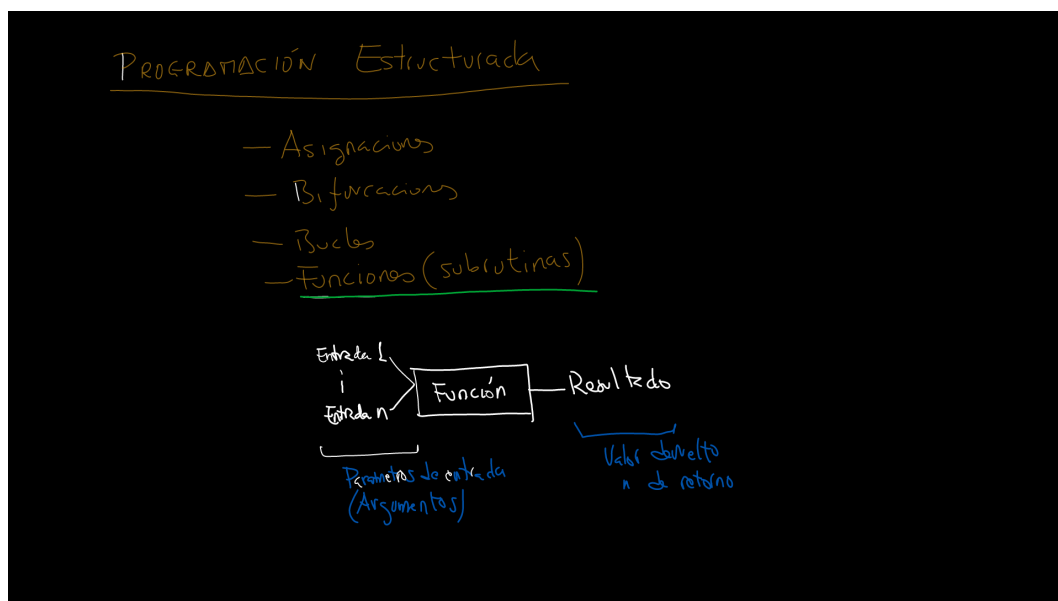 PROGRAMACIÓN Estructurada
— Asignaciones
— Bifurcaciones
— Bucles
— Funciones (subrutinas)
Entrada 1
Entrada n
Función
Resultado
Parametros de entrada
(Argumentos)
Valor devuelto
" de retorno